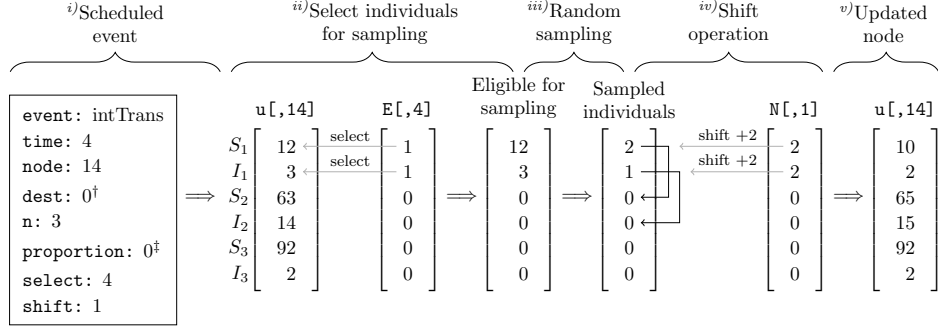 i)Scheduled event
ii)Select individuals for sampling
iii)Random sampling
iv)Shift operation
v)Updated node
event: intTrans
time: 4
node: 14
dest: 0†
n: 3
proportion: 0‡
select: 4
shift: 1
⟹
u[,14]
S1 12
I1 3
S2 63
I2 14
S3 92
I3 2
select
select
E[,4]
1
1
0
0
0
0
⟹
Eligible for sampling
12
3
0
0
0
0
⟹
Sampled individuals
2
1
0
0
0
0
shift +2
shift +2
N[,1]
2
2
0
0
0
0
⟹
u[,14]
10
2
65
15
92
2